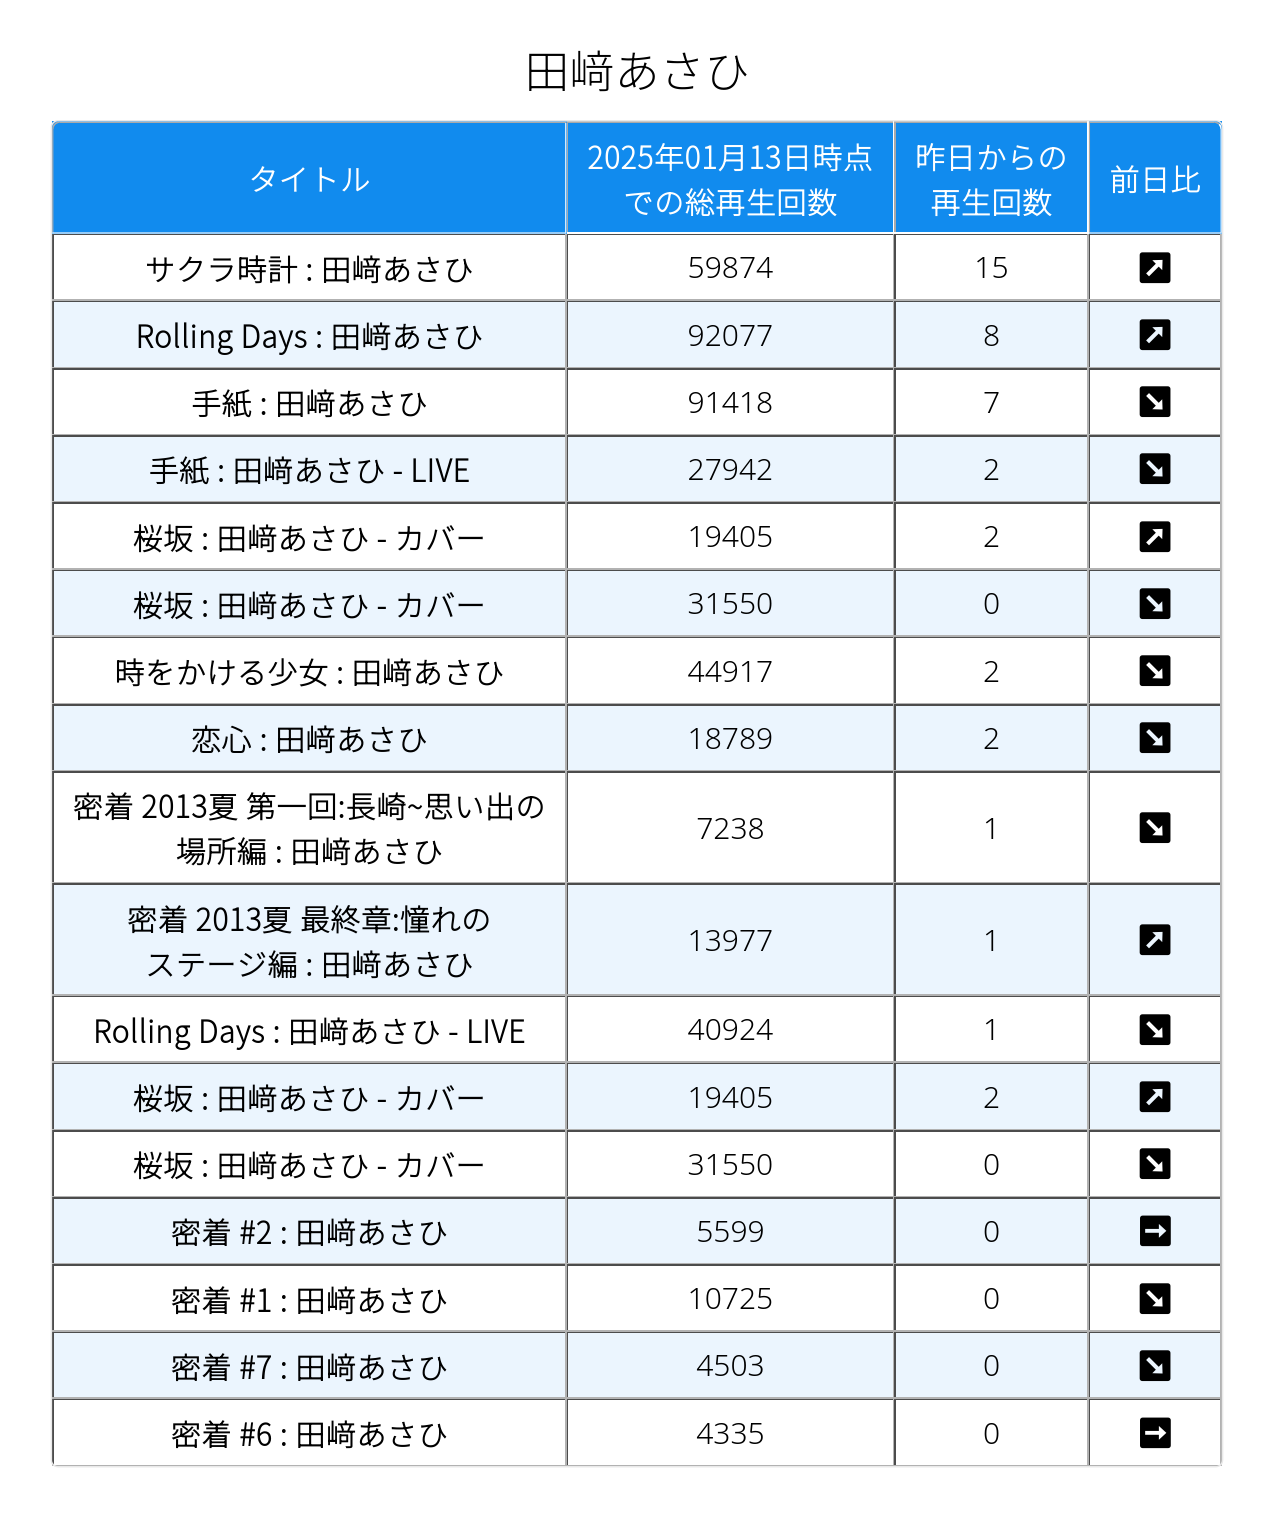 田﨑あさひ
タイトル 2025年01月13日時点での総再生回数 昨日からの再生回数 前日比
サクラ時計 : 田﨑あさひ 59874 15 ↗
Rolling Days : 田﨑あさひ 92077 8 ↗
手紙 : 田﨑あさひ 91418 7 ↘
手紙 : 田﨑あさひ - LIVE 27942 2 ↘
桜坂 : 田﨑あさひ - カバー 19405 2 ↗
桜坂 : 田﨑あさひ - カバー 31550 0 ↘
時をかける少女 : 田﨑あさひ 44917 2 ↘
恋心 : 田﨑あさひ 18789 2 ↘
密着 2013夏 第一回:長崎~思い出の
場所編 : 田﨑あさひ 7238 1 ↘
密着 2013夏 最終章:憧れの
ステージ編 : 田﨑あさひ 13977 1 ↗
Rolling Days : 田﨑あさひ - LIVE 40924 1 ↘
桜坂 : 田﨑あさひ - カバー 19405 2 ↗
桜坂 : 田﨑あさひ - カバー 31550 0 ↘
密着 #2 : 田﨑あさひ 5599 0 →
密着 #1 : 田﨑あさひ 10725 0 ↘
密着 #7 : 田﨑あさひ 4503 0 ↘
密着 #6 : 田﨑あさひ 4335 0 →